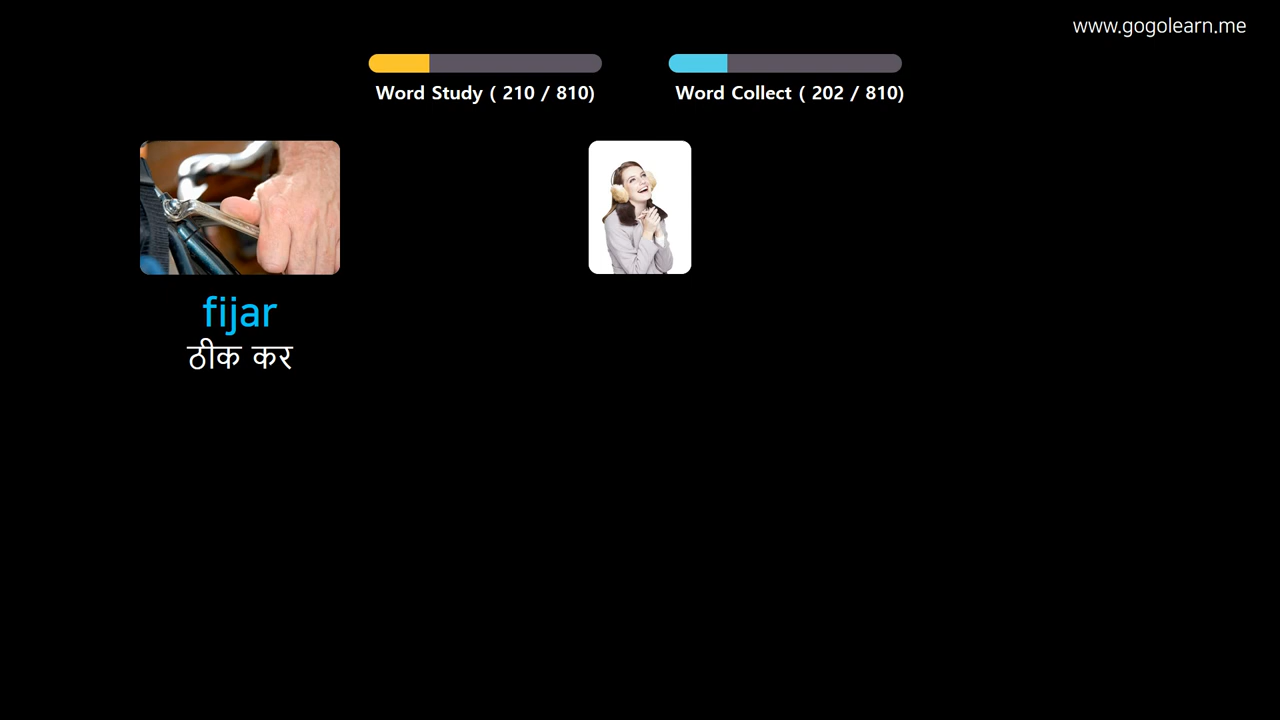 www.gogolearn.me
Word Study ( 210 / 810)
Word Collect ( 202 / 810)
fijar
ठीक कर